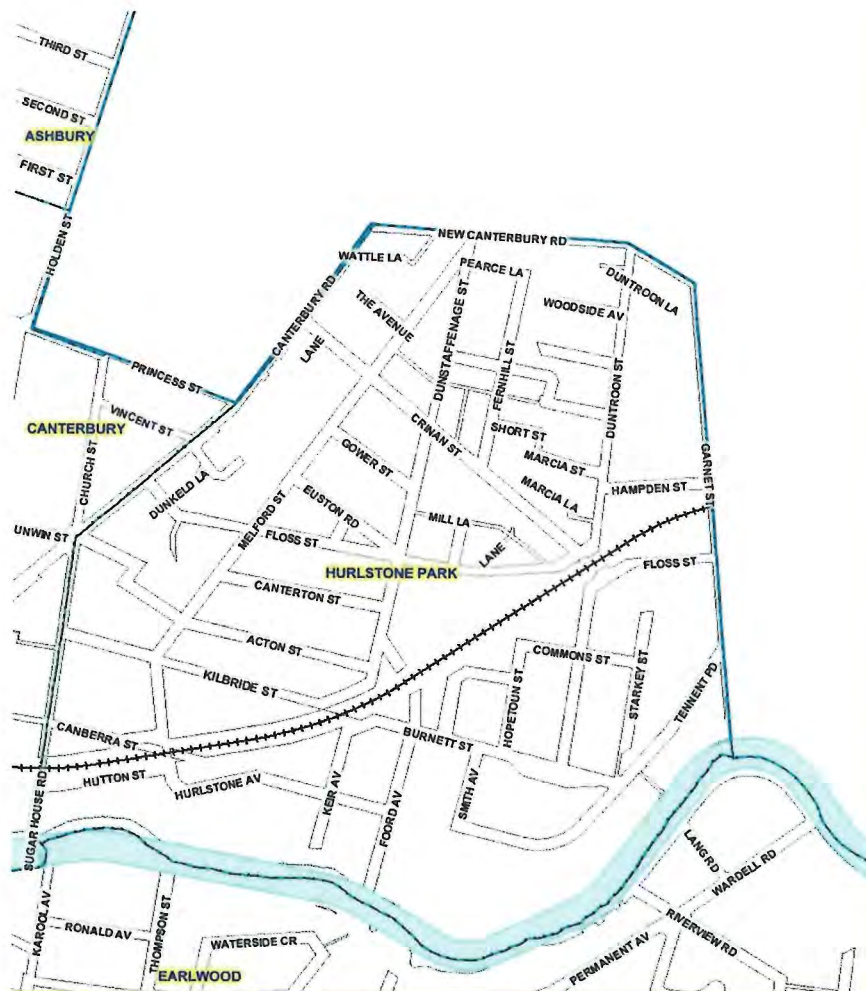 THIRD ST
SECOND ST
ASHBURY
FIRST ST
HOLDEN ST
NEW CANTERBURY RD
WATTLE LA
PEARCE LA
DUNTROON LA
CANTERBURY RD
THE AVENUE
DUNSTAFFENAGE ST
WOODSIDE AV
LANE
FERNHILL ST
DUNTROON ST
PRINCESS ST
VINCENT ST
CANTERBURY
CHURCH ST
CRINAN ST
SHORT ST
GOWER ST
MARCIA ST
GARNET ST
DUNKELD LA
MELFORD ST
EUSTON RD
MARCIA LA
HAMPDEN ST
MILL LA
UNWIN ST
FLOSS ST
LANE
HURLSTONE PARK
FLOSS ST
CANTERTON ST
ACTON ST
COMMONS ST
KILBRIDE ST
HOPETOUN ST
STARKEY ST
TENNENT PD
CANBERRA ST
BURNETT ST
HUTTON ST
HURLSTONE AV
KEIR AV
FOORD AV
SMITH AV
SUGAR HOUSE RD
LANG RD
WARDELL RD
KAROOL AV
RONALD AV
THOMPSON ST
WATERSIDE CR
RIVERVIEW RD
EARLWOOD
PERMANENT AV